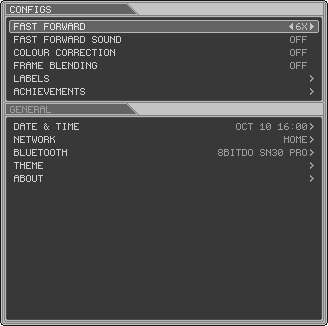 CONFIGS
FAST FORWARD 6X
FAST FORWARD SOUND OFF
COLOUR CORRECTION OFF
FRAME BLENDING OFF
LABELS
ACHIEVEMENTS
GENERAL
DATE & TIME OCT 10 16:00
NETWORK HOME
BLUETOOTH 8BITDO SN30 PRO
THEME
ABOUT